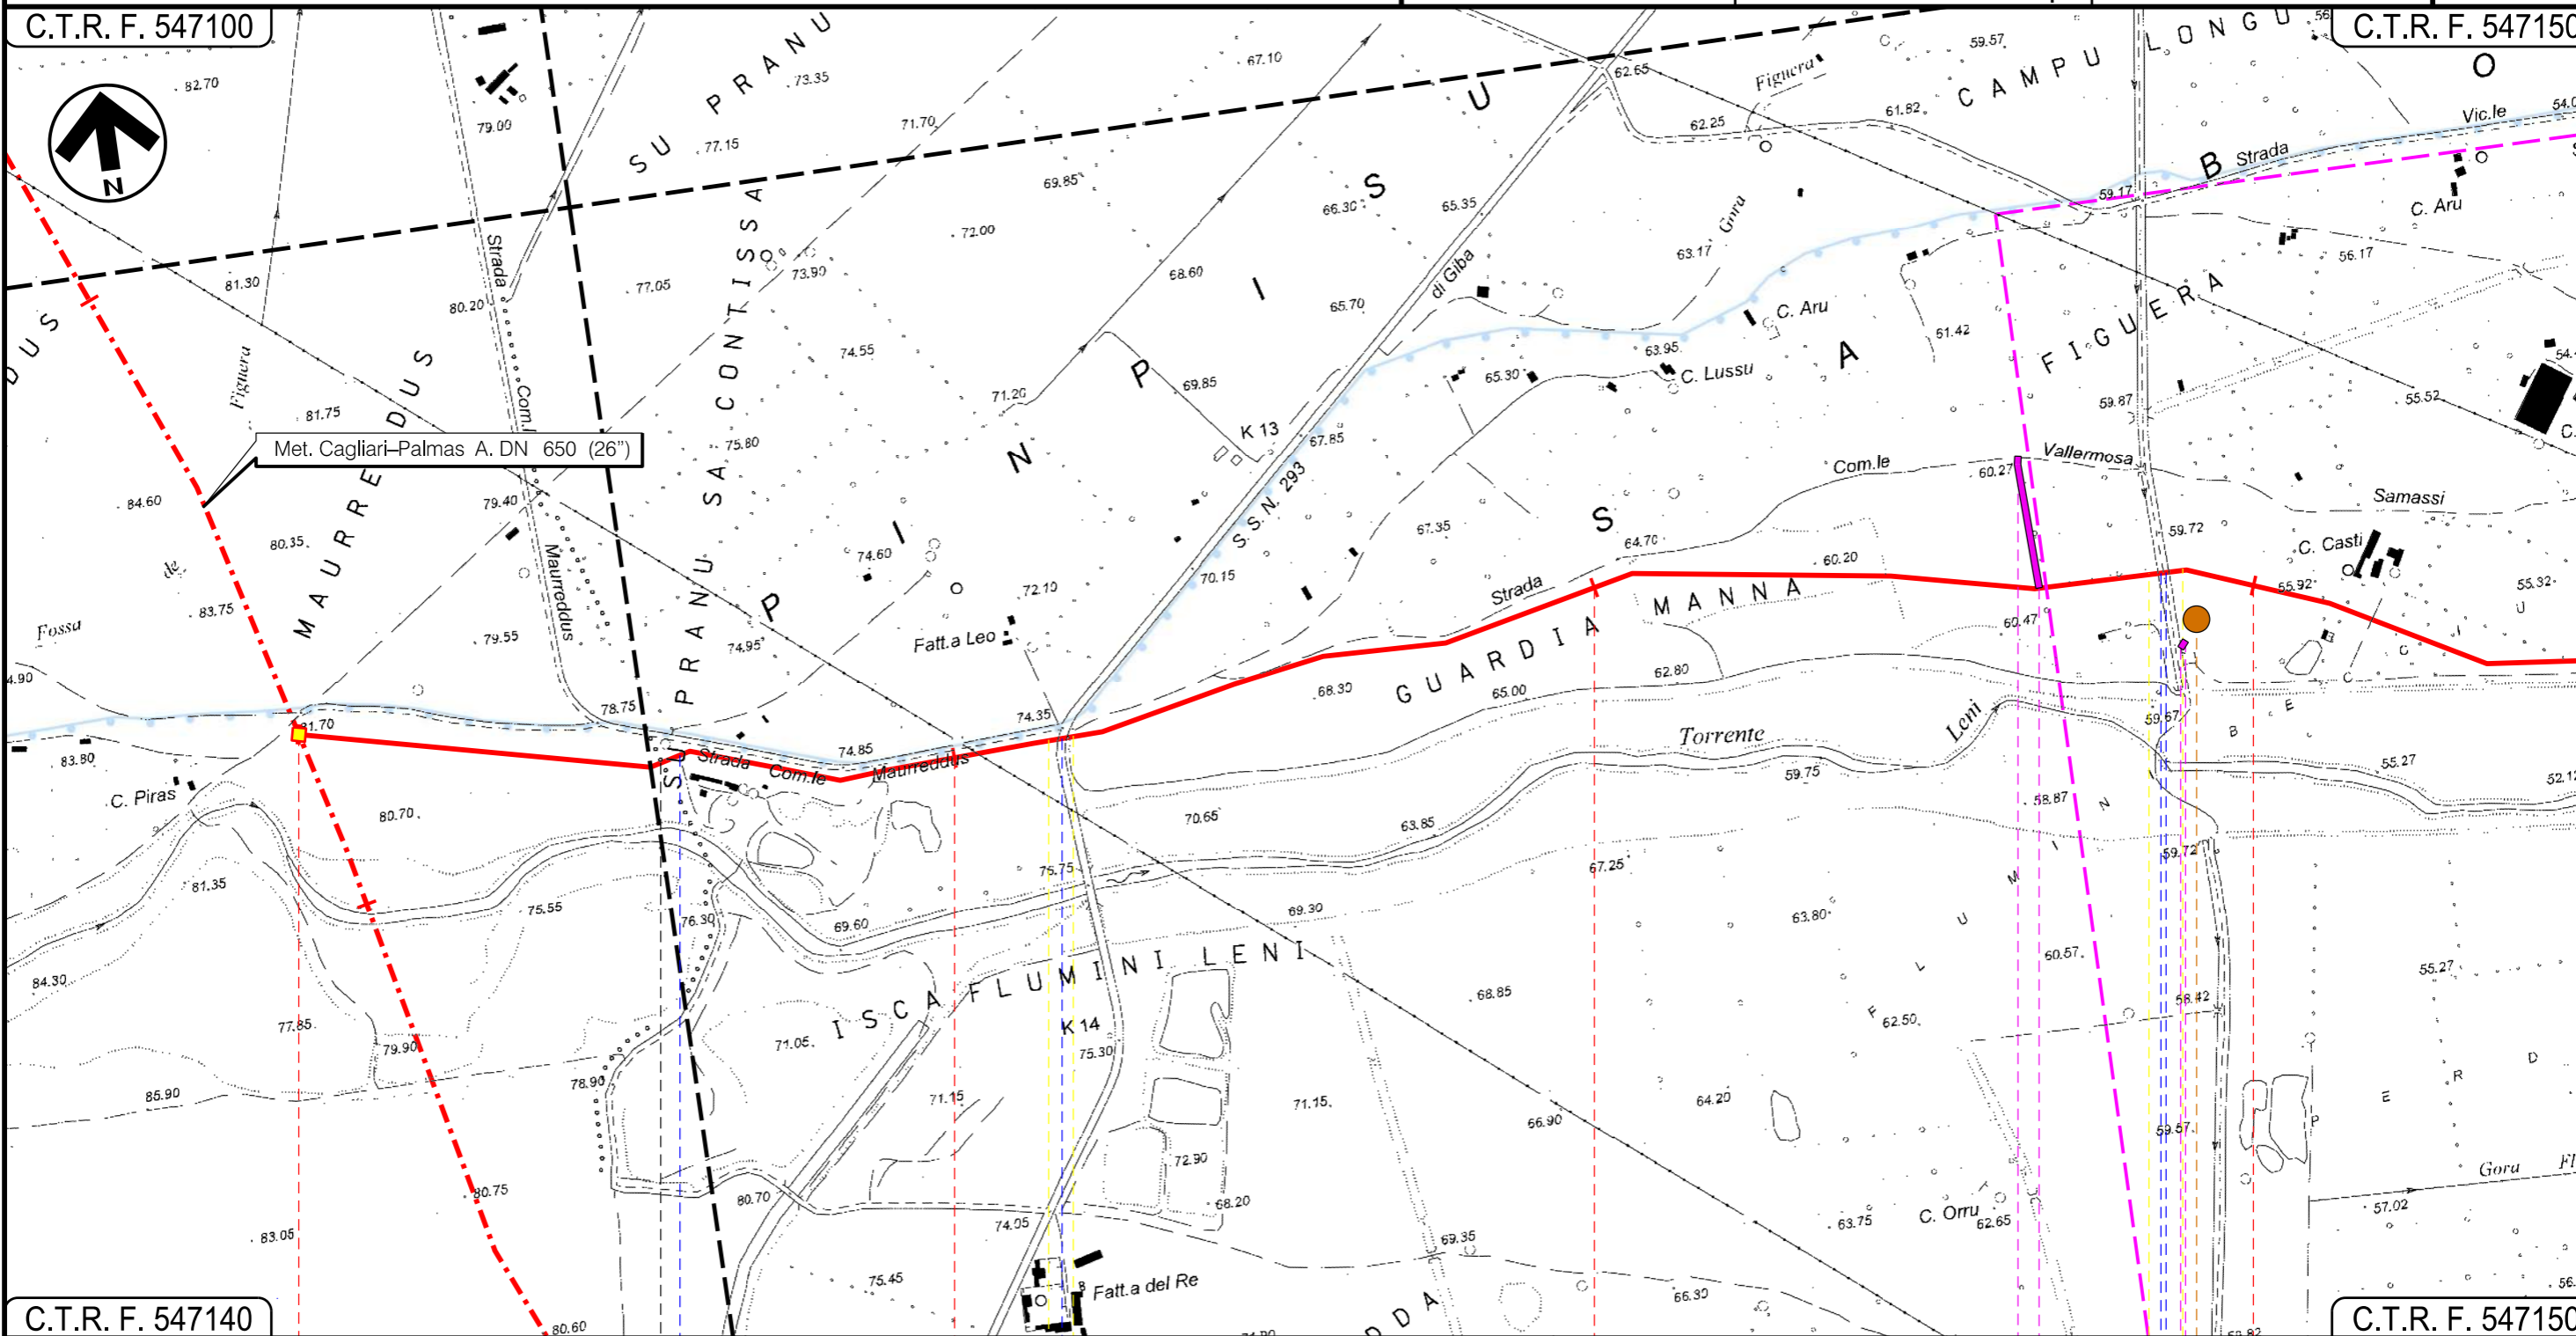 C.T.R. F. 547100
C.T.R. F. 547150
N
82.70
79.00
SU PRANU
73.35
77.15
71.70
67.10
69.85
72.00
66.30
65.35
62.65
Figuera
59.57
62.25
61.82
CAMPU LONGU
Vic.le
Strada
59.17
C. Aru
56.17
81.30
80.20
Strada
77.05
73.90
68.60
65.70
di Giba
63.17
Goru
C. Aru
61.42
FIGUERA
DUS
Figuera
81.75
Com.l
74.55
71.20
69.85
65.30
63.95
C. Lussu
59.87
55.52
Met. Cagliari–Palmas A. DN 650 (26”)
MAURREDDUS
SU PRANU SA CONTISSA
75.80
K 13
67.85
S.N. 293
Com.le
60.27
Vallermosa
Samassi
84.60
79.40
80.35
74.60
67.35
64.70
60.20
59.72
C. Casti
P I N P I S U
S A B O
de
83.75
Maurreddus
79.55
74.95
72.10
70.15
Strada
GUARDIA MANNA
60.47
55.92
55.32
Fossu
Fatt.a Leo
4.90
78.75
74.35
68.30
65.00
62.80
Torrente Leni
59.67
81.70
83.80
C. Piras
Strada Com.le Maurreddus
74.85
59.75
55.27
52.1
80.70
70.65
63.85
58.87
81.35
75.55
76.30
69.60
75.75
69.30
67.25
63.80
59.72
84.30
ISCA FLUMINI LENI
68.85
60.57
FLUMINI BE
55.27
77.85
79.90
71.05
K 14
75.30
62.50
58.42
85.90
78.90
71.15
71.15
66.90
64.20
59.57
P E R D
80.75
80.70
72.90
68.20
74.05
Goru Fl
57.02
83.05
69.35
63.75
C. Orru
62.65
75.45
Fatt.a del Re
66.30
80.60
DDA
C.T.R. F. 547140
C.T.R. F. 547150